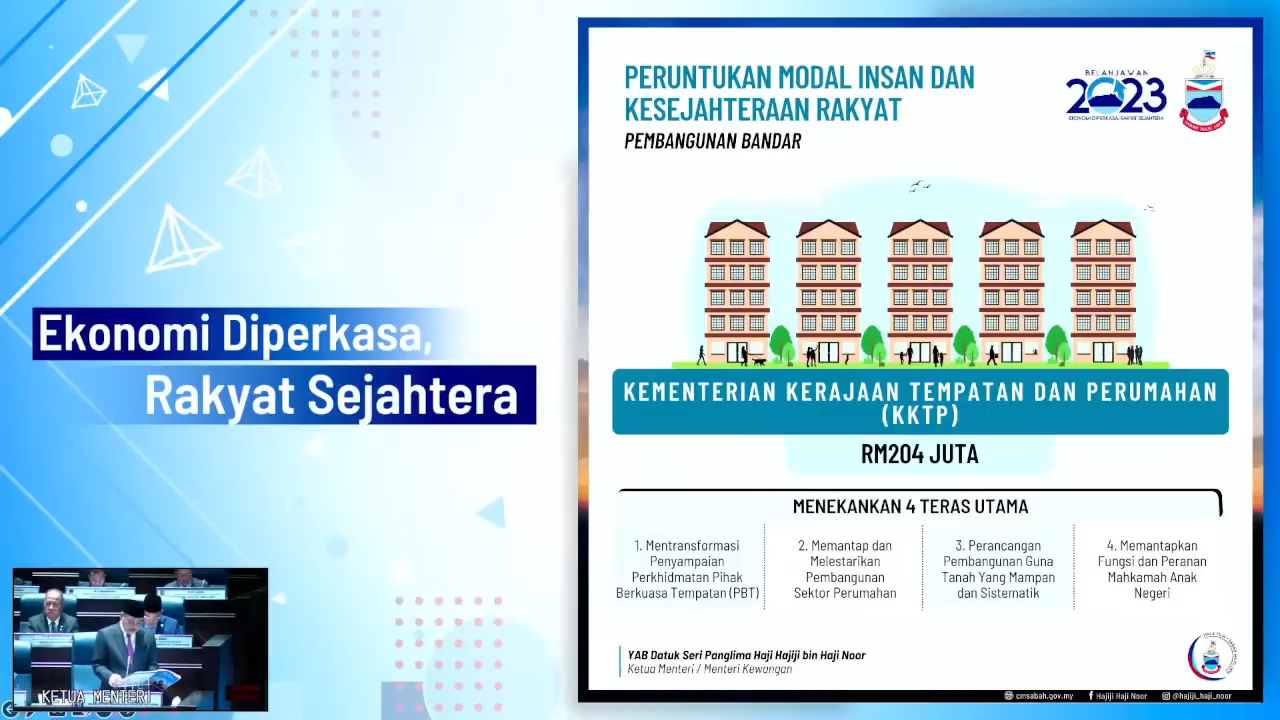 Ekonomi Diperkasa,
Rakyat Sejahtera
KETUA MENTERI
PERUNTUKAN MODAL INSAN DAN
KESEJAHTERAAN RAKYAT
PEMBANGUNAN BANDAR
BELANJAWAN
2023
EKONOMI DIPERKASA, RAKYAT SEJAHTERA
KEMENTERIAN KERAJAAN TEMPATAN DAN PERUMAHAN
(KKTP)
RM204 JUTA
MENEKANKAN 4 TERAS UTAMA
1. Mentransformasi
Penyampaian
Perkhidmatan Pihak
Berkuasa Tempatan (PBT)
2. Memantap dan
Melestarikan
Pembangunan
Sektor Perumahan
3. Perancangan
Pembangunan Guna
Tanah Yang Mampan
dan Sistematik
4. Memantapkan
Fungsi dan Peranan
Mahkamah Anak
Negeri
YAB Datuk Seri Panglima Haji Hajiji bin Haji Noor
Ketua Menteri / Menteri Kewangan
cmsabah.gov.my
Hajiji Haji Noor
@hajiji_haji_noor